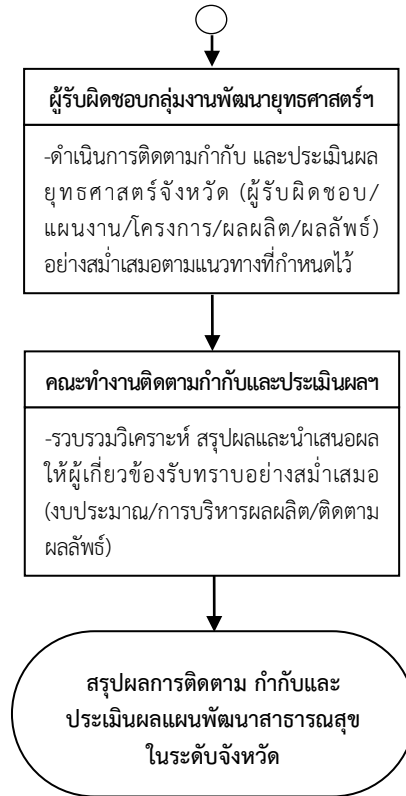 ผู้รับผิดชอบกลุ่มงานพัฒนายุทธศาสตร์ฯ
-ดำเนินการติดตามกำกับ และประเมินผล
ยุทธศาสตร์จังหวัด (ผู้รับผิดชอบ/
แผนงาน/โครงการ/ผลผลิต/ผลลัพธ์)
อย่างสม่ำเสมอตามแนวทางที่กำหนดไว้
คณะทำงานติดตามกำกับและประเมินผลฯ
-รวบรวมวิเคราะห์ สรุปผลและนำเสนอผล
ให้ผู้เกี่ยวข้องรับทราบอย่างสม่ำเสมอ
(งบประมาณ/การบริหารผลผลิต/ติดตาม
ผลลัพธ์)
สรุปผลการติดตาม กำกับและ
ประเมินผลแผนพัฒนาสาธารณสุข
ในระดับจังหวัด